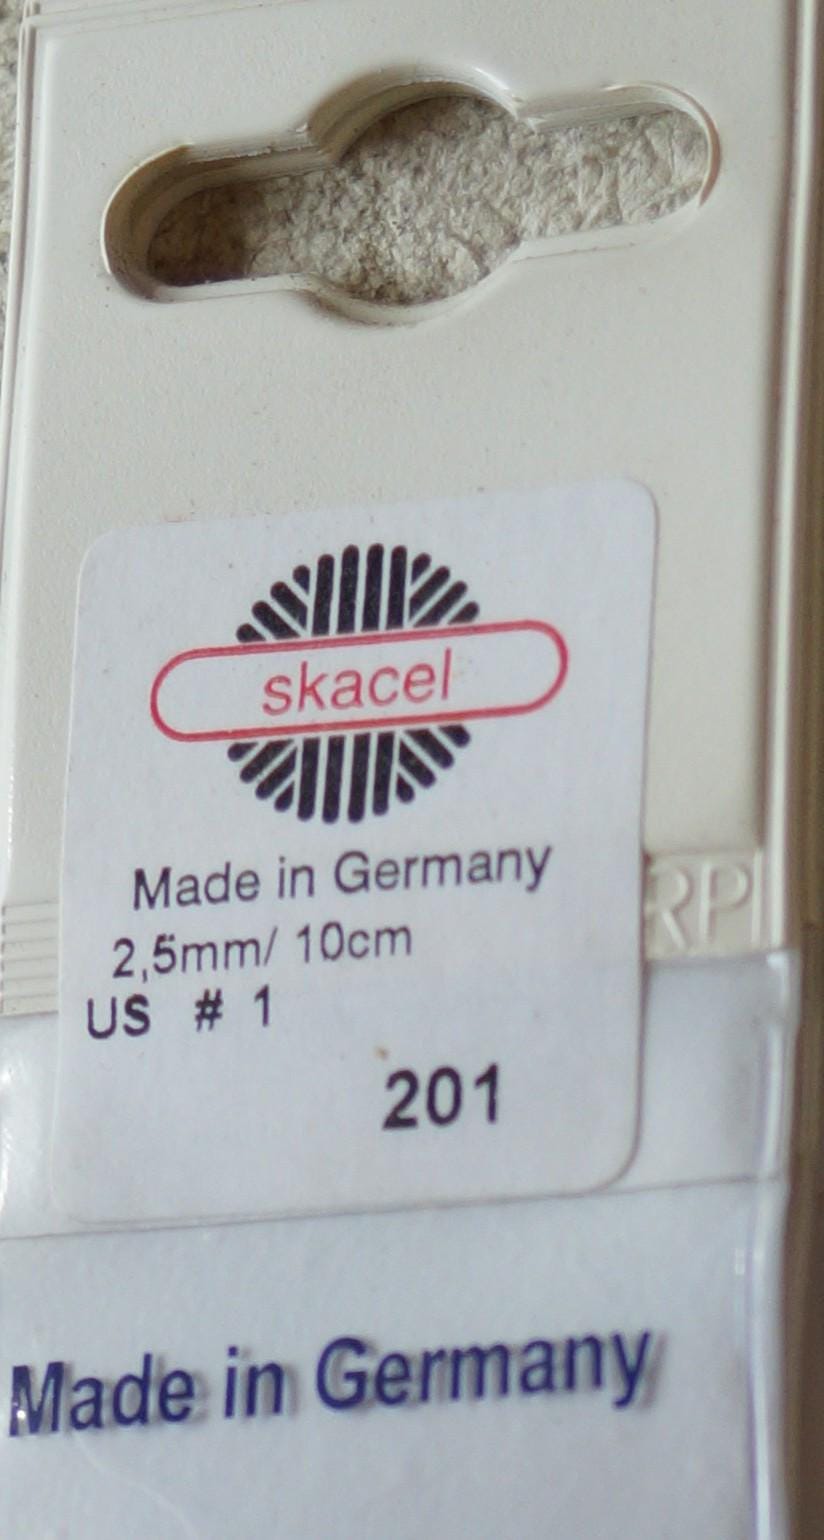 skacel
Made in Germany
2,5mm/ 10cm
US # 1
201
Made in Germany